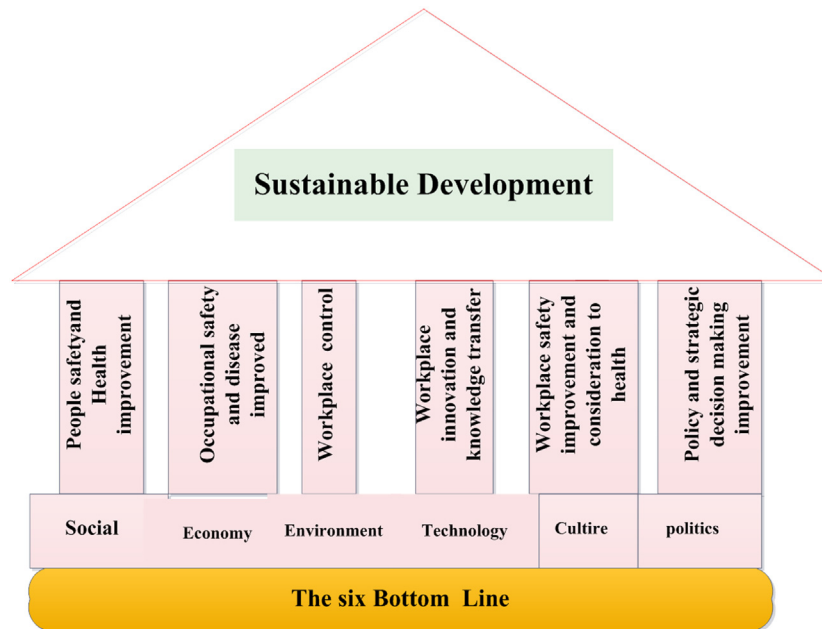 Sustainable Development
People safetyand
Health
improvement
Occupational safety
and disease
improved
Workplace control
Workplace
innovation and
knowledge transfer
Workplace safety
improvement and
consideration to
health
Policy and strategic
decision making
improvement
Social
Economy
Environment
Technology
Cultire
politics
The six Bottom Line